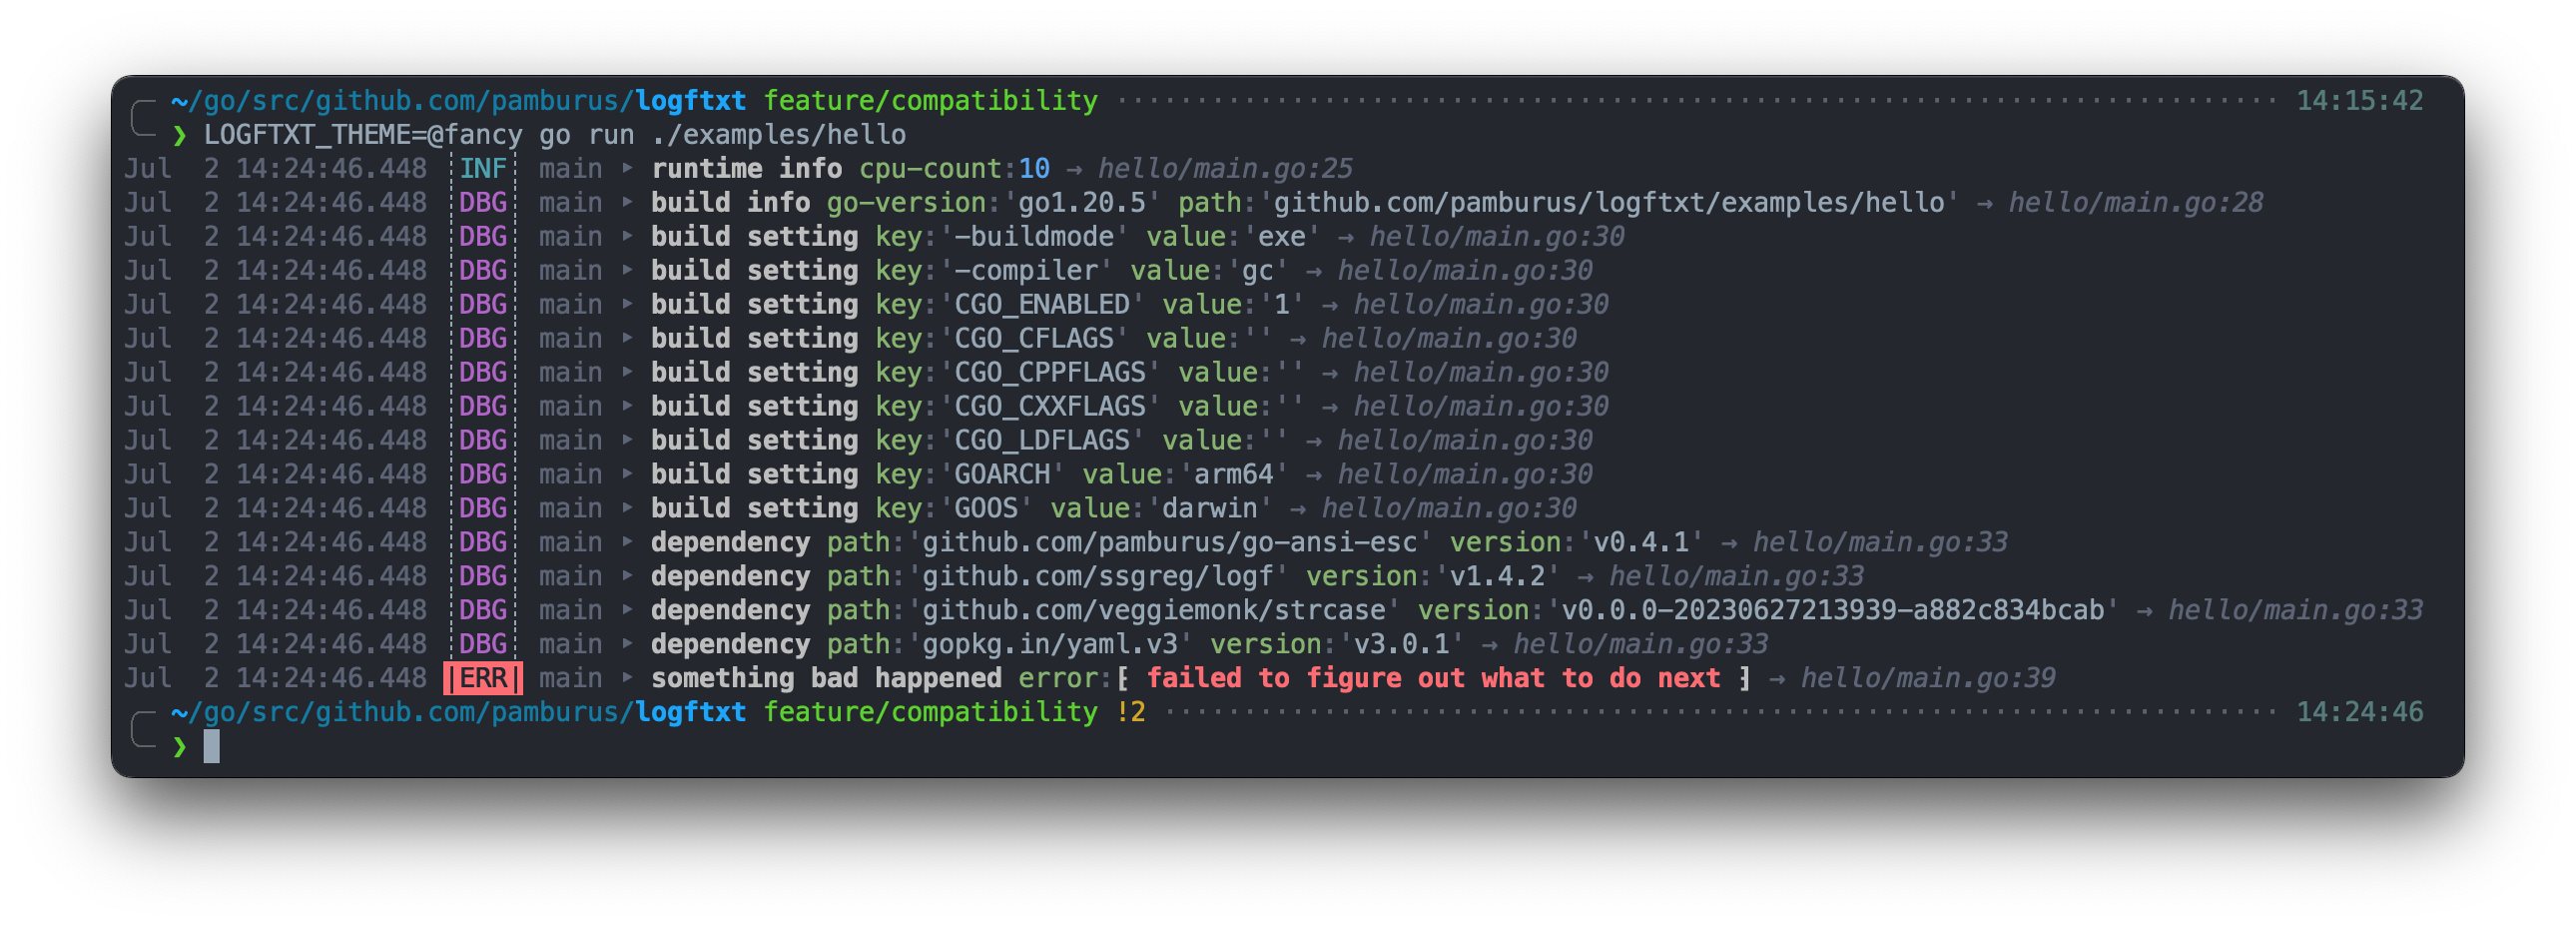 ~/go/src/github.com/pamburus/logftxt feature/compatibility ········································································· 14:15:42
❯ LOGFTXT_THEME=@fancy go run ./examples/hello
Jul  2 14:24:46.448 ┊INF┊ main ‣ runtime info cpu-count:10 → hello/main.go:25
Jul  2 14:24:46.448 ┊DBG┊ main ‣ build info go-version:'go1.20.5' path:'github.com/pamburus/logftxt/examples/hello' → hello/main.go:28
Jul  2 14:24:46.448 ┊DBG┊ main ‣ build setting key:'-buildmode' value:'exe' → hello/main.go:30
Jul  2 14:24:46.448 ┊DBG┊ main ‣ build setting key:'-compiler' value:'gc' → hello/main.go:30
Jul  2 14:24:46.448 ┊DBG┊ main ‣ build setting key:'CGO_ENABLED' value:'1' → hello/main.go:30
Jul  2 14:24:46.448 ┊DBG┊ main ‣ build setting key:'CGO_CFLAGS' value:'' → hello/main.go:30
Jul  2 14:24:46.448 ┊DBG┊ main ‣ build setting key:'CGO_CPPFLAGS' value:'' → hello/main.go:30
Jul  2 14:24:46.448 ┊DBG┊ main ‣ build setting key:'CGO_CXXFLAGS' value:'' → hello/main.go:30
Jul  2 14:24:46.448 ┊DBG┊ main ‣ build setting key:'CGO_LDFLAGS' value:'' → hello/main.go:30
Jul  2 14:24:46.448 ┊DBG┊ main ‣ build setting key:'GOARCH' value:'arm64' → hello/main.go:30
Jul  2 14:24:46.448 ┊DBG┊ main ‣ build setting key:'GOOS' value:'darwin' → hello/main.go:30
Jul  2 14:24:46.448 ┊DBG┊ main ‣ dependency path:'github.com/pamburus/go-ansi-esc' version:'v0.4.1' → hello/main.go:33
Jul  2 14:24:46.448 ┊DBG┊ main ‣ dependency path:'github.com/ssgreg/logf' version:'v1.4.2' → hello/main.go:33
Jul  2 14:24:46.448 ┊DBG┊ main ‣ dependency path:'github.com/veggiemonk/strcase' version:'v0.0.0-20230627213939-a882c834bcab' → hello/main.go:33
Jul  2 14:24:46.448 ┊DBG┊ main ‣ dependency path:'gopkg.in/yaml.v3' version:'v3.0.1' → hello/main.go:33
Jul  2 14:24:46.448 |ERR| main ‣ something bad happened error:[ failed to figure out what to do next ] → hello/main.go:39
~/go/src/github.com/pamburus/logftxt feature/compatibility !2 ······································································ 14:24:46
❯